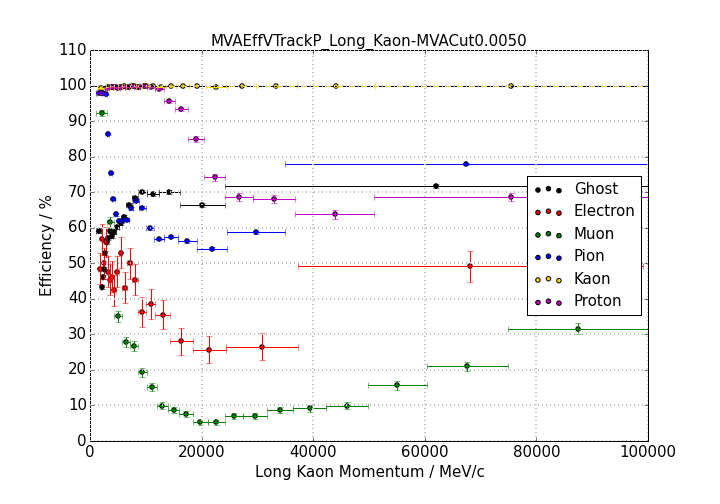 MVAEffVTrackP_Long_Kaon-MVACut0.0050
110
100
90
80
70
60
50
40
30
20
10
0
Efficiency / %
Ghost
Electron
Muon
Pion
Kaon
Proton
0 20000 40000 60000 80000 100000
Long Kaon Momentum / MeV/c